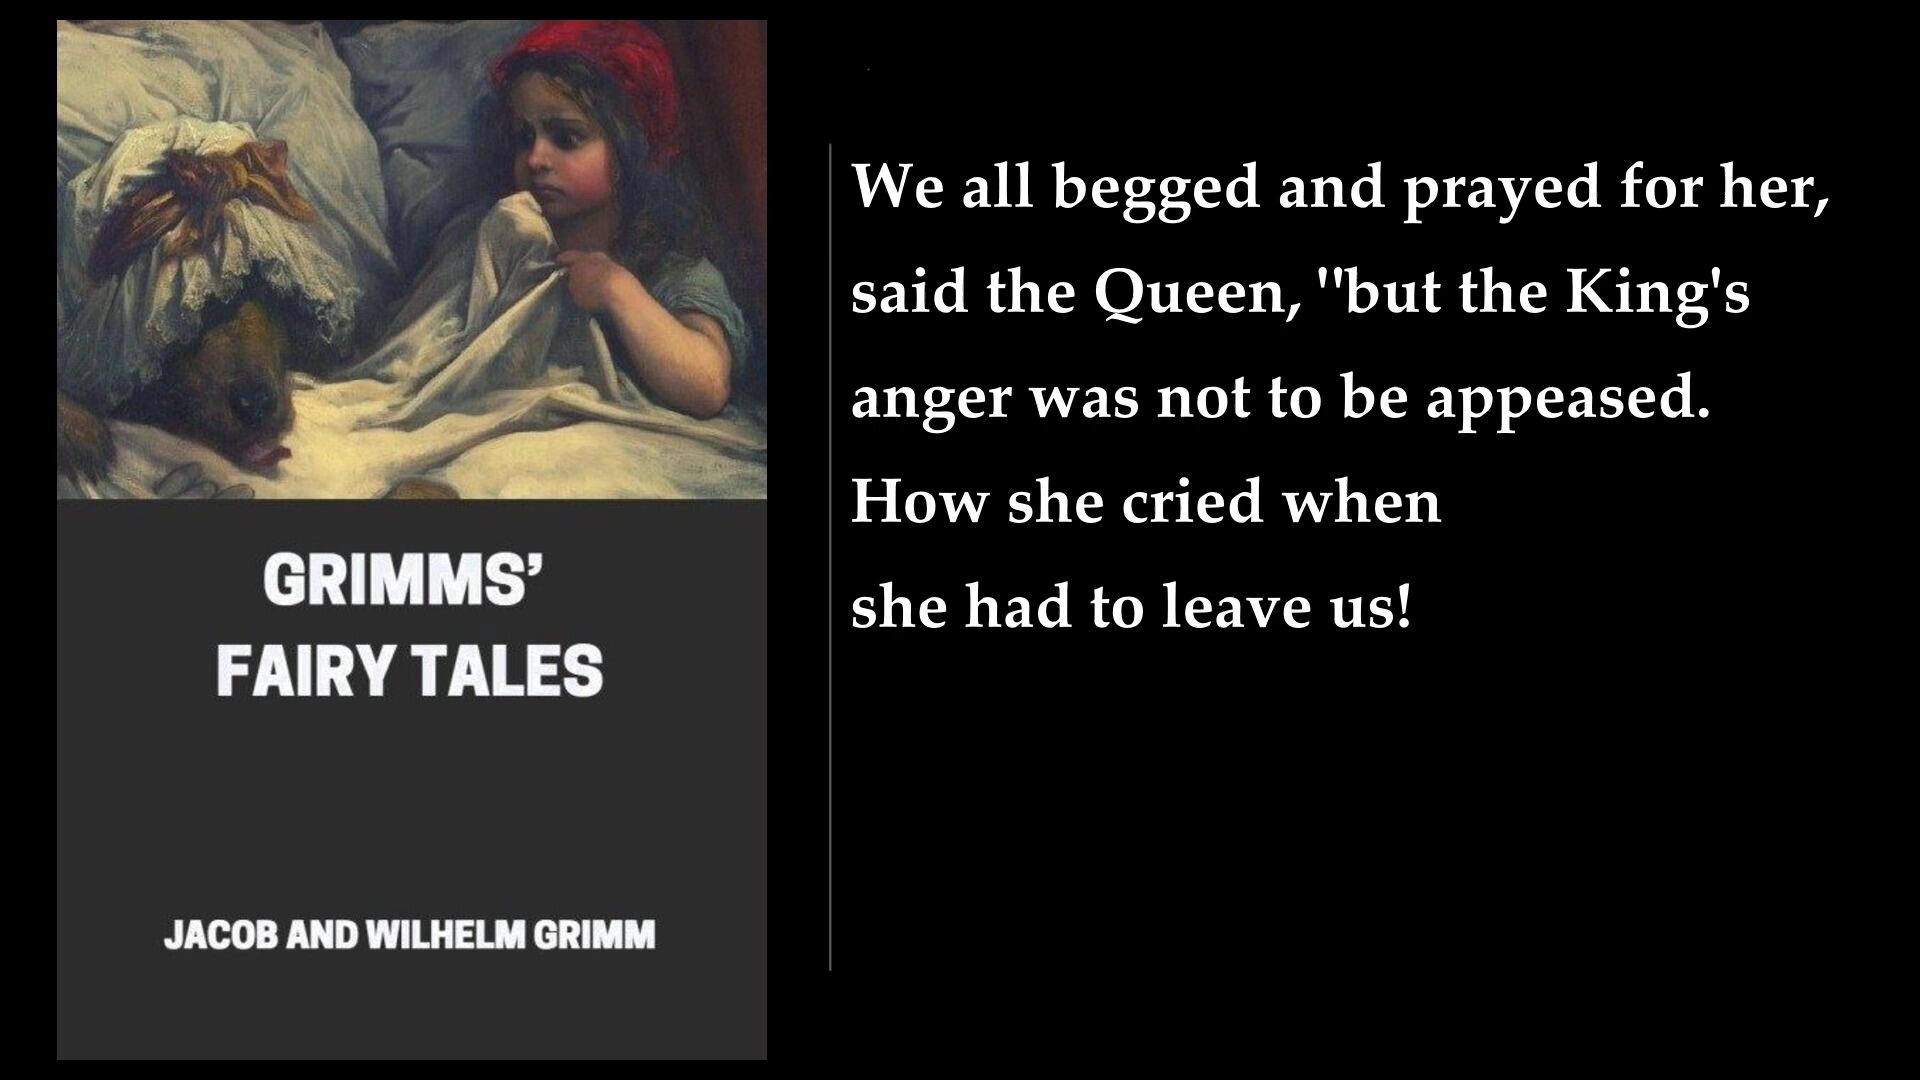 GRIMMS’
FAIRY TALES
JACOB AND WILHELM GRIMM
We all begged and prayed for her,
said the Queen, "but the King's
anger was not to be appeased.
How she cried when
she had to leave us!